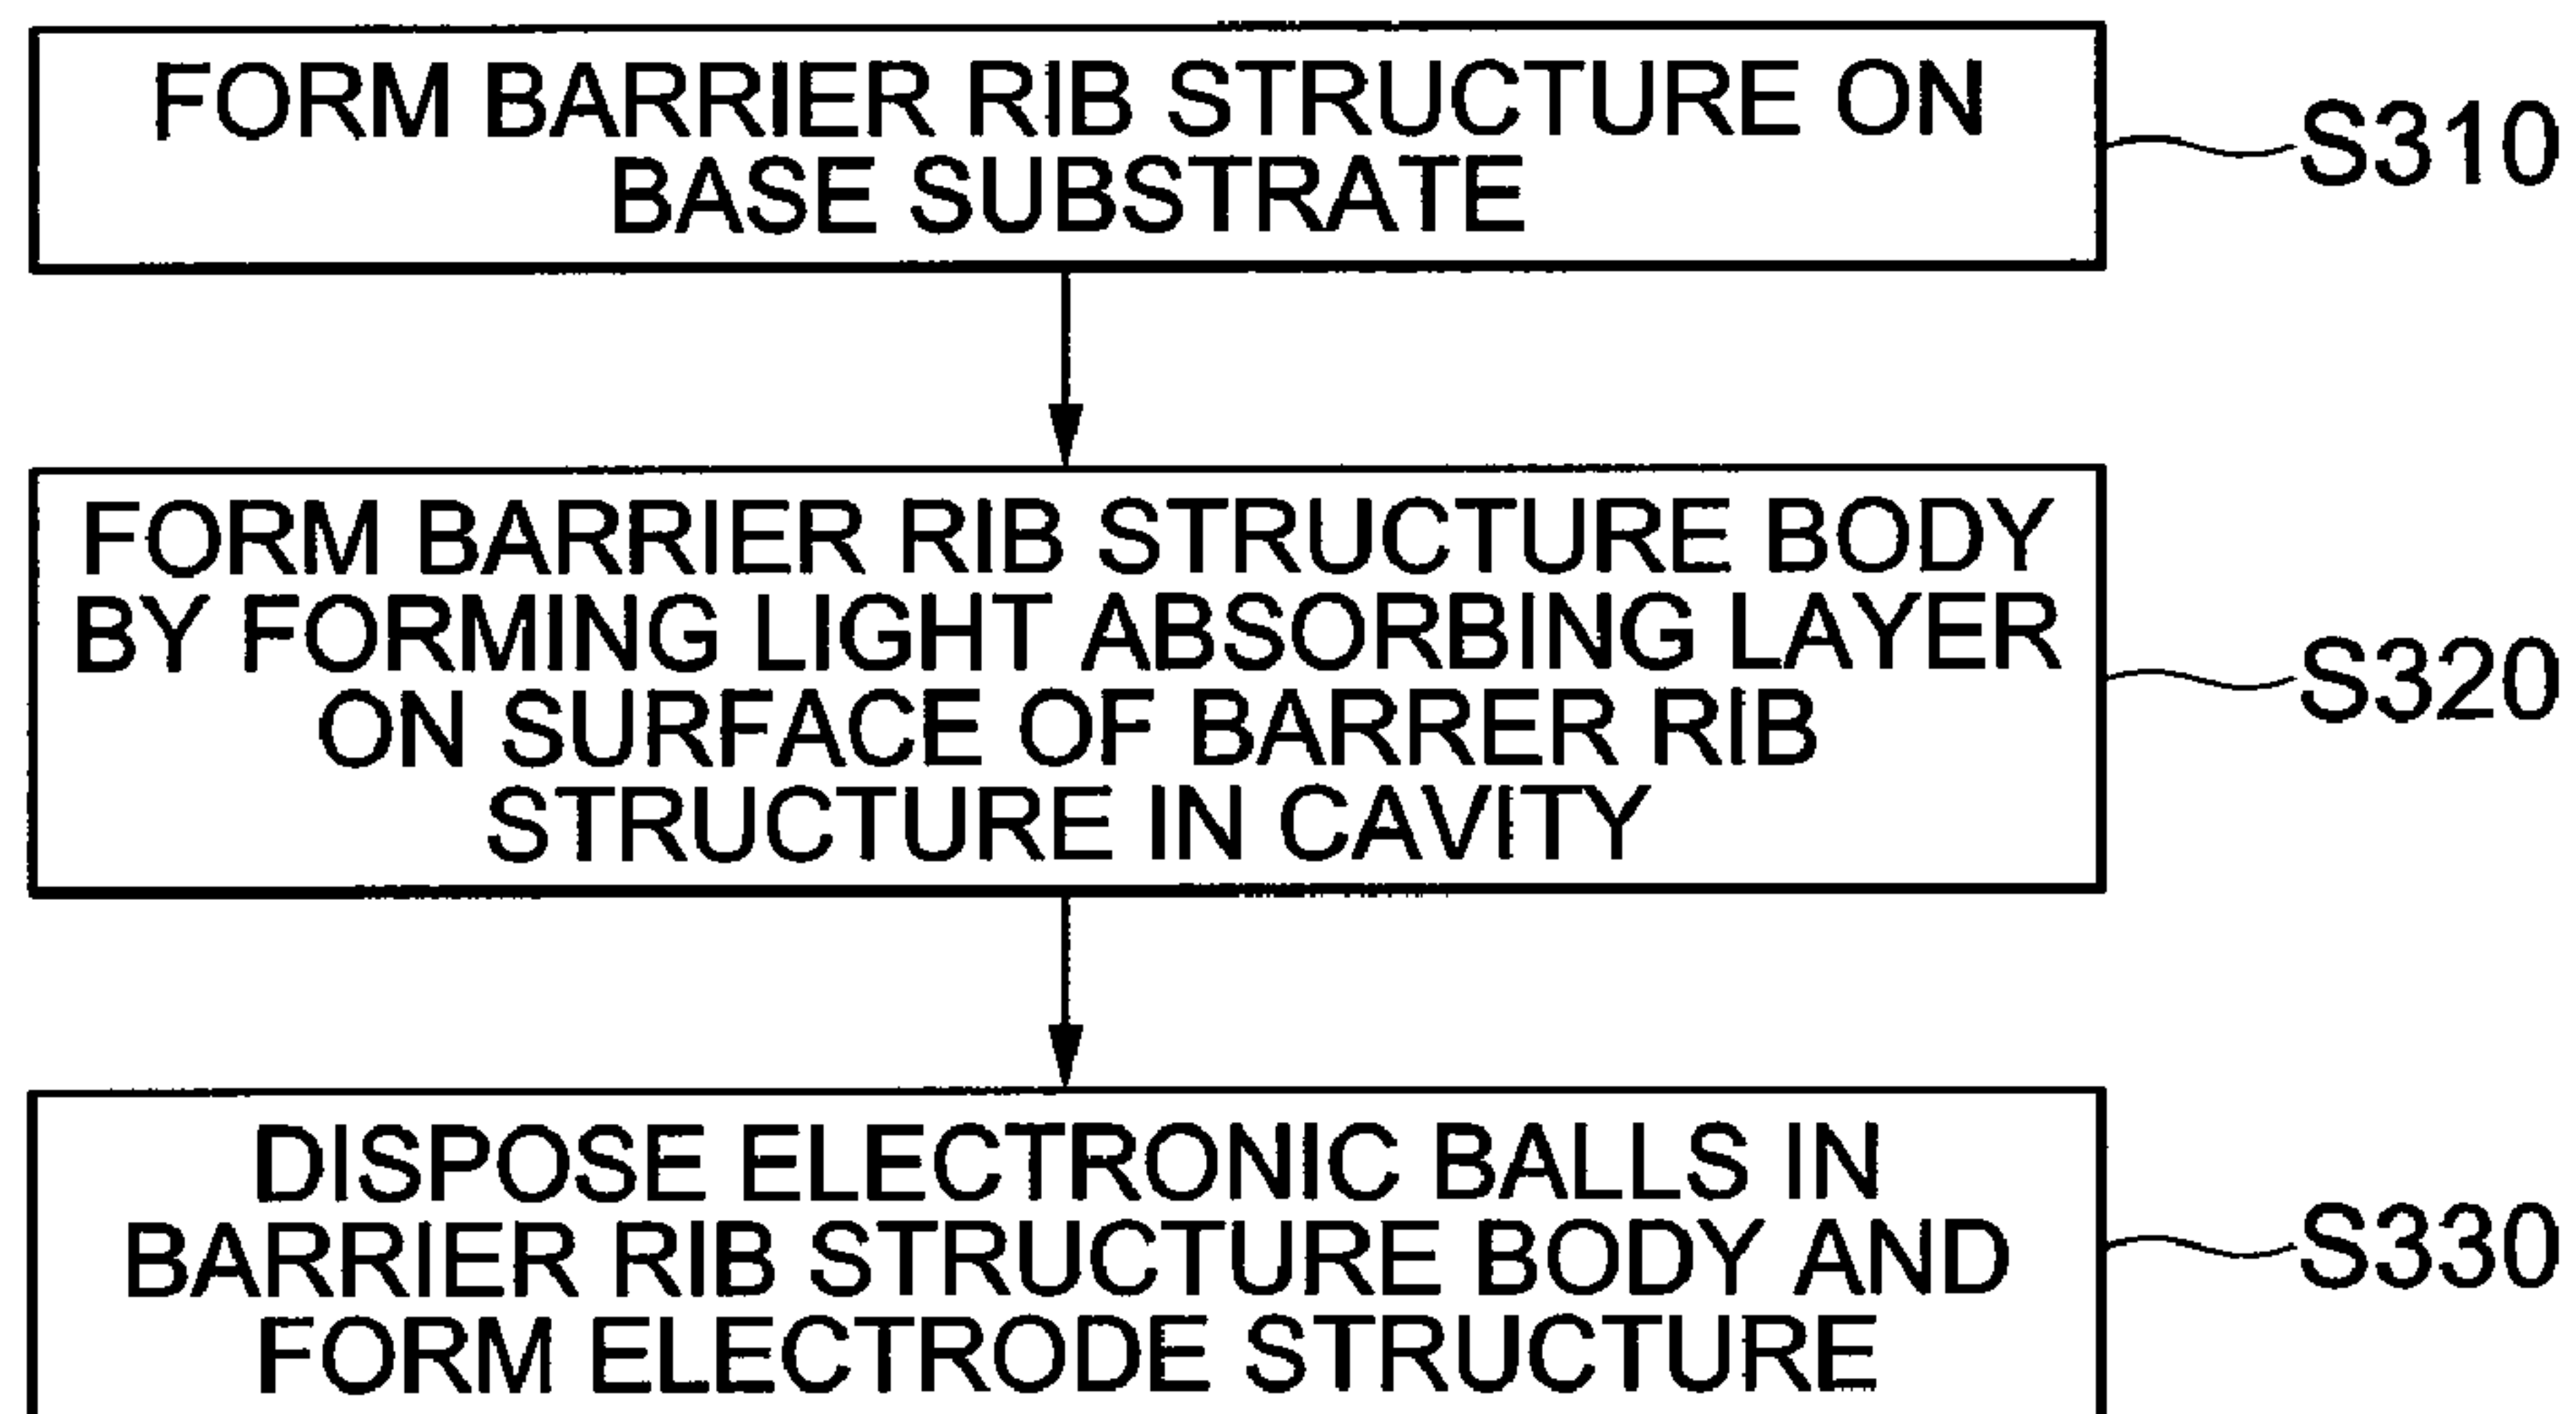 FORM BARRIER RIB STRUCTURE ON
BASE SUBSTRATE
S310
FORM BARRIER RIB STRUCTURE BODY
BY FORMING LIGHT ABSORBING LAYER
ON SURFACE OF BARRER RIB
STRUCTURE IN CAVITY
S320
DISPOSE ELECTRONIC BALLS IN
BARRIER RIB STRUCTURE BODY AND
FORM ELECTRODE STRUCTURE
S330